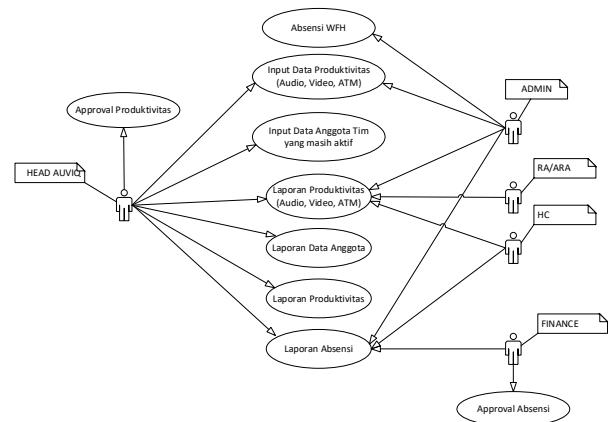 Absensi WFH
Input Data Produktivitas
(Audio, Video, ATM)
ADMIN
Approval Produktivitas
Input Data Anggota Tim
yang masih aktif
HEAD AUVIQ
RA/ARA
Laporan Produktivitas
(Audio, Video, ATM)
HC
Laporan Data Anggota
Laporan Produktivitas
FINANCE
Laporan Absensi
Approval Absensi